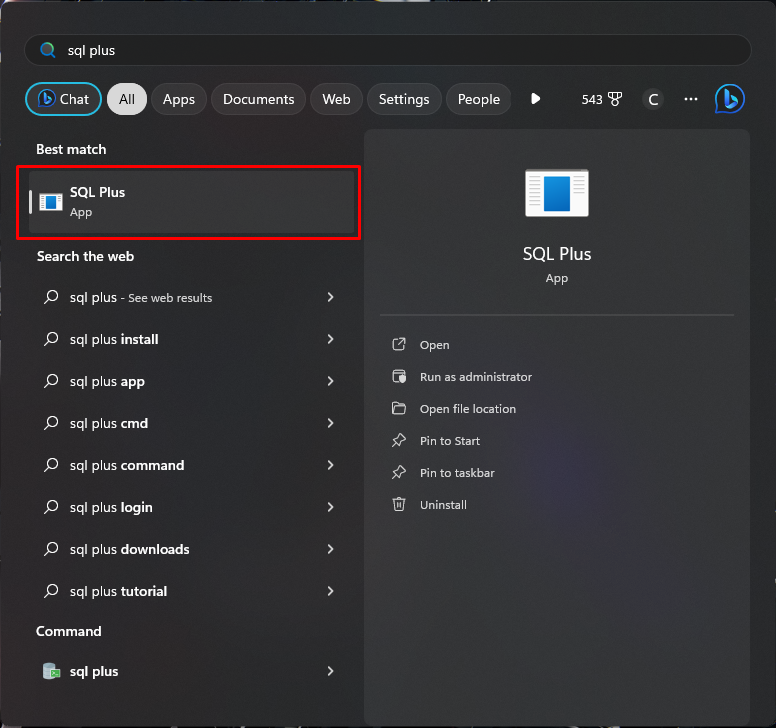 sql plus
Chat
All
Apps
Documents
Web
Settings
People
543
C
Best match
SQL Plus
App
Search the web
sql plus - See web results
sql plus install
sql plus app
sql plus cmd
sql plus command
sql plus login
sql plus downloads
sql plus tutorial
Command
sql plus
SQL Plus
App
Open
Run as administrator
Open file location
Pin to Start
Pin to taskbar
Uninstall